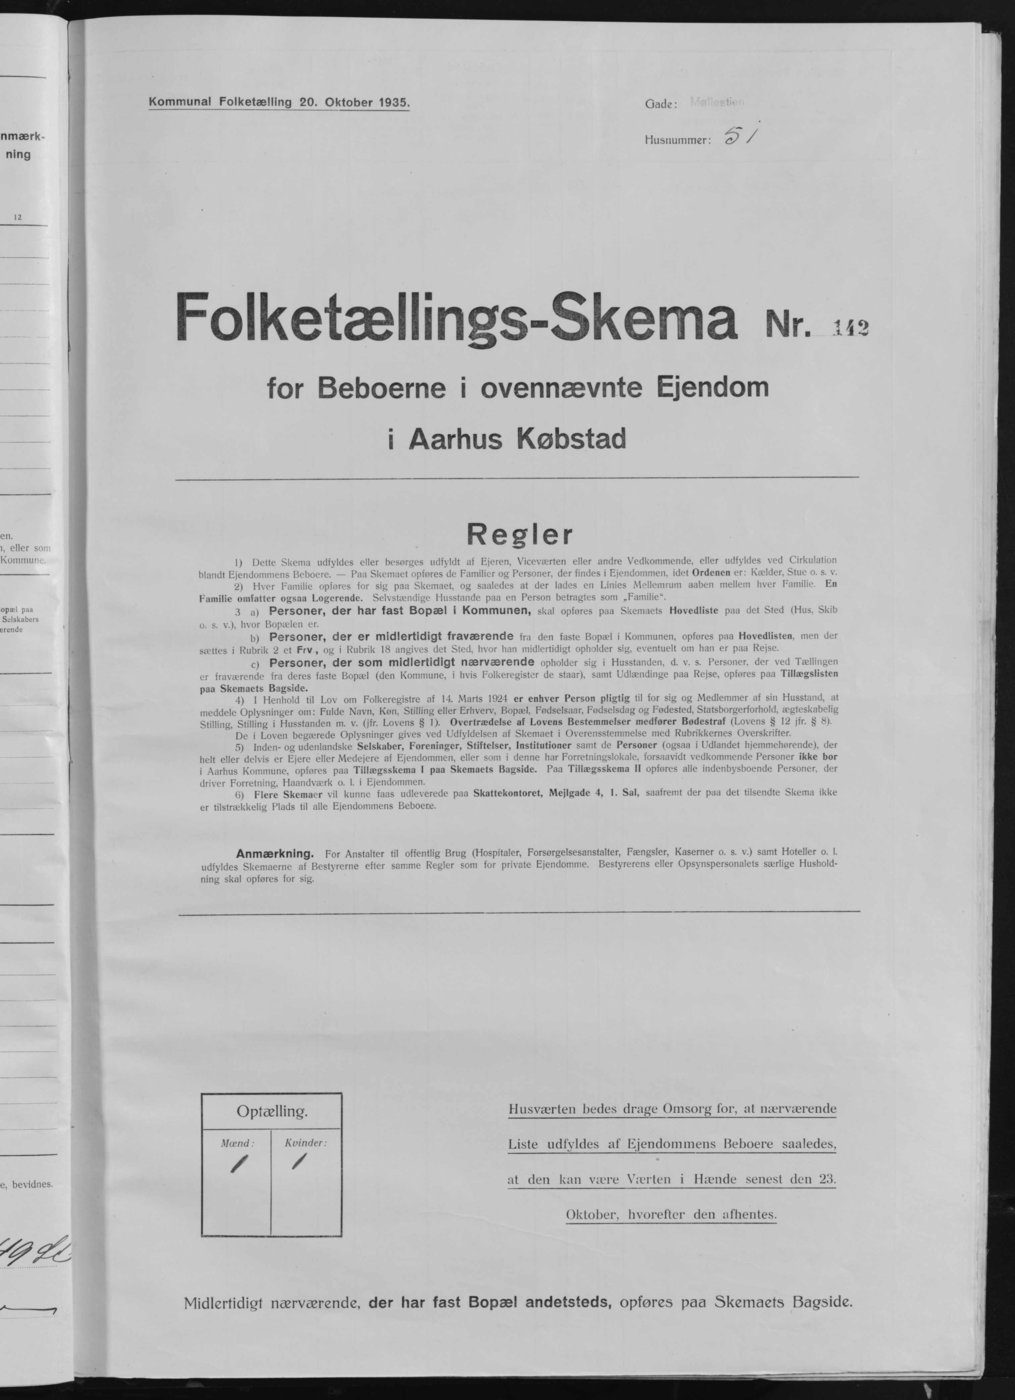 nmærk-
ning
12
en.
, eller som
Kommune.
opæl paa
Selskabers
ærende
e, bevidnes.
Kommunal Folketælling 20. Oktober 1935.
Gade: Møllestien
Husnummer: 51
Folketællings-Skema Nr. 142
for Beboerne i ovennævnte Ejendom
i Aarhus Købstad
Regler
1) Dette Skema udfyldes eller besørges udfyldt af Ejeren, Viceværten eller andre Vedkommende, eller udfyldes ved Cirkulation
blandt Ejendommens Beboere. — Paa Skemaet opføres de Familier og Personer, der findes i Ejendommen, idet Ordenen er: Kælder, Stue o. s. v.
2) Hver Familie opføres for sig paa Skemaet, og saaledes at der lades en Linies Mellemrum aaben mellem hver Familie. En
Familie omfatter ogsaa Logerende. Selvstændige Husstande paa en Person betragtes som „Familie“.
3 a) Personer, der har fast Bopæl i Kommunen, skal opføres paa Skemaets Hovedliste paa det Sted (Hus, Skib
o. s. v.), hvor Bopælen er.
b) Personer, der er midlertidigt fraværende fra den faste Bopæl i Kommunen, opføres paa Hovedlisten, men der
sættes i Rubrik 2 et Frv., og i Rubrik 18 angives det Sted, hvor han midlertidigt opholder sig, eventuelt om han er paa Rejse.
c) Personer, der som midlertidigt nærværende opholder sig i Husstanden, d. v. s. Personer, der ved Tællingen
er fraværende fra deres faste Bopæl (den Kommune, i hvis Folkeregister de staar), samt Udlændinge paa Rejse, opføres paa Tillægslisten
paa Skemaets Bagside.
4) I Henhold til Lov om Folkeregistre af 14. Marts 1924 er enhver Person pligtig til for sig og Medlemmer af sin Husstand, at
meddele Oplysninger om: Fulde Navn, Køn, Stilling eller Erhverv, Bopæl, Fødselsaar, Fødselsdag og Fødested, Statsborgerforhold, ægteskabelig
Stilling, Stilling i Husstanden m. v. (jfr. Lovens § 1). Overtrædelse af Lovens Bestemmelser medfører Bødestraf (Lovens § 12 jfr. § 8).
De i Loven begærede Oplysninger gives ved Udfyldelsen af Skemaet i Overensstemmelse med Rubrikkernes Overskrifter.
5) Inden- og udenlandske Selskaber, Foreninger, Stiftelser, Institutioner samt de Personer (ogsaa i Udlandet hjemmehørende), der
helt eller delvis er Ejere eller Medejere af Ejendommen, eller som i denne har Forretningslokale, forsaavidt vedkommende Personer ikke bor
i Aarhus Kommune, opføres paa Tillægsskema I paa Skemaets Bagside. Paa Tillægsskema II opføres alle indenbysboende Personer, der
driver Forretning, Haandværk o. l. i Ejendommen.
6) Flere Skemaer vil kunne faas udleverede paa Skattekontoret, Mejlgade 4, 1. Sal, saafremt der paa det tilsendte Skema ikke
er tilstrækkelig Plads til alle Ejendommens Beboere.
Anmærkning. For Anstalter til offentlig Brug (Hospitaler, Forsørgelsesanstalter, Fængsler, Kaserner o. s. v.) samt Hoteller o. l.
udfyldes Skemaerne af Bestyrerne efter samme Regler som for private Ejendomme. Bestyrerens eller Opsynspersonalets særlige Hushold-
ning skal opføres for sig.
Optælling.
Mænd: Kvinder:
1 1
Husværten bedes drage Omsorg for, at nærværende
Liste udfyldes af Ejendommens Beboere saaledes,
at den kan være Værten i Hænde senest den 23.
Oktober, hvorefter den afhentes.
Midlertidigt nærværende, der har fast Bopæl andetsteds, opføres paa Skemaets Bagside.